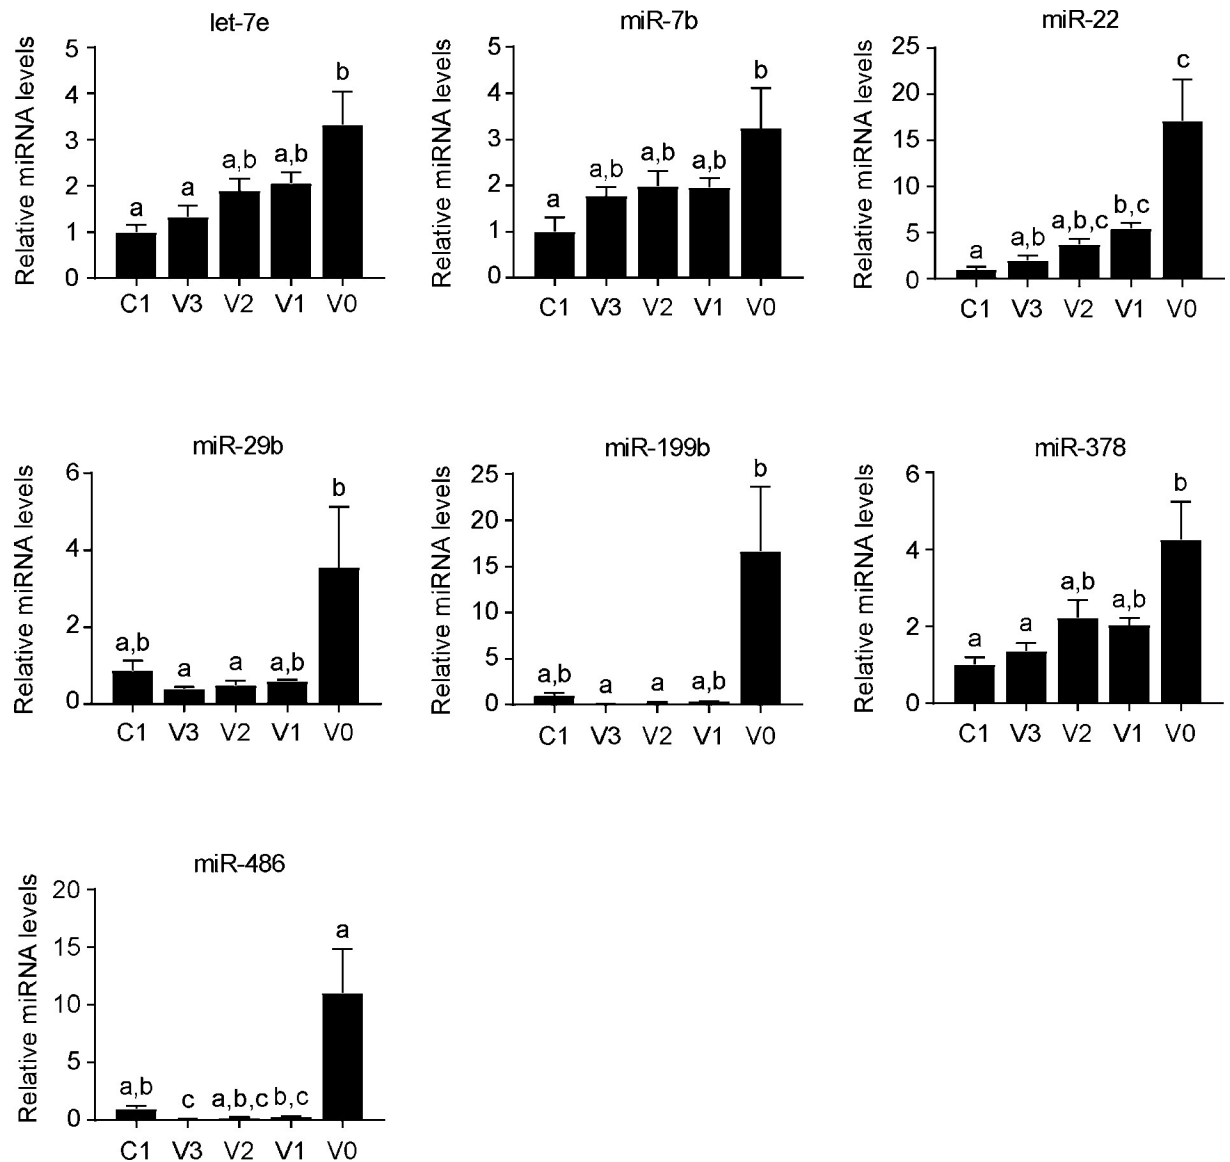 let-7e
Relative miRNA levels
5
4
3
2
1
0
a
a
a,b
a,b
b
C1 V3 V2 V1 V0
miR-7b
Relative miRNA levels
5
4
3
2
1
0
a
a,b
a,b
a,b
b
C1 V3 V2 V1 V0
miR-22
Relative miRNA levels
25
20
15
10
5
0
a
a,b
a,b,c
b,c
c
C1 V3 V2 V1 V0
miR-29b
Relative miRNA levels
6
4
2
0
a,b
a
a
a,b
b
C1 V3 V2 V1 V0
miR-199b
Relative miRNA levels
25
20
15
10
5
0
a,b
a
a
a,b
b
C1 V3 V2 V1 V0
miR-378
Relative miRNA levels
6
4
2
0
a
a
a,b
a,b
b
C1 V3 V2 V1 V0
miR-486
Relative miRNA levels
20
15
10
5
0
a,b
c
a,b,c
b,c
a
C1 V3 V2 V1 V0